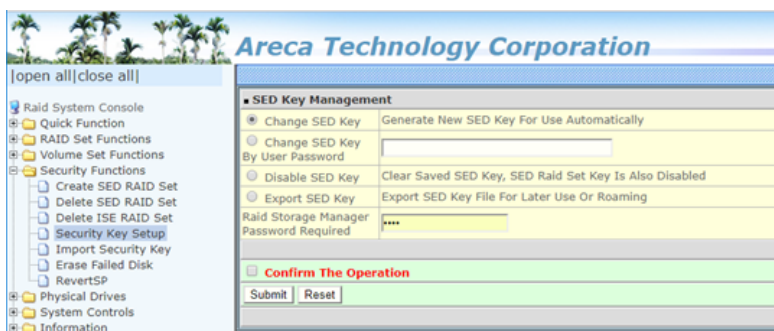 Areca Technology Corporation
|open all|close all|
Raid System Console
Quick Function
RAID Set Functions
Volume Set Functions
Security Functions
Create SED RAID Set
Delete SED RAID Set
Delete ISE RAID Set
Security Key Setup
Import Security Key
Erase Failed Disk
RevertSP
Physical Drives
System Controls
Information
SED Key Management
Change SED Key Generate New SED Key For Use Automatically
Change SED Key
By User Password
Disable SED Key Clear Saved SED Key, SED Raid Set Key Is Also Disabled
Export SED Key Export SED Key File For Later Use Or Roaming
Raid Storage Manager
Password Required ••••
Confirm The Operation
Submit Reset